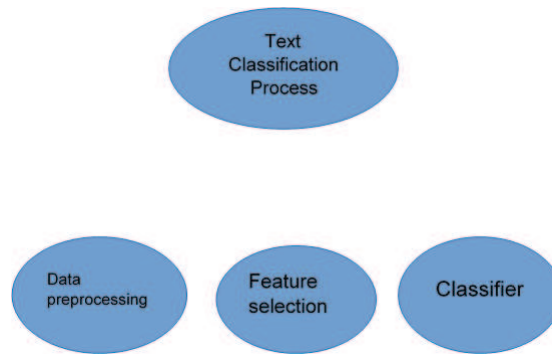 Text
Classification
Process
Data
preprocessing
Feature
selection
Classifier